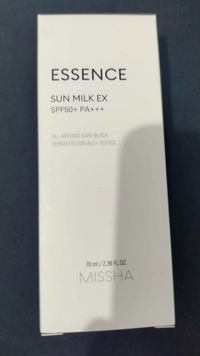 ESSENCE
SUN MILK EX
SPF50+ PA+++
ALL AROUND SAFE BLOCK
DERMATOLOGICALLY TESTED
70 ml / 2.36 FL.OZ.
MISSHA